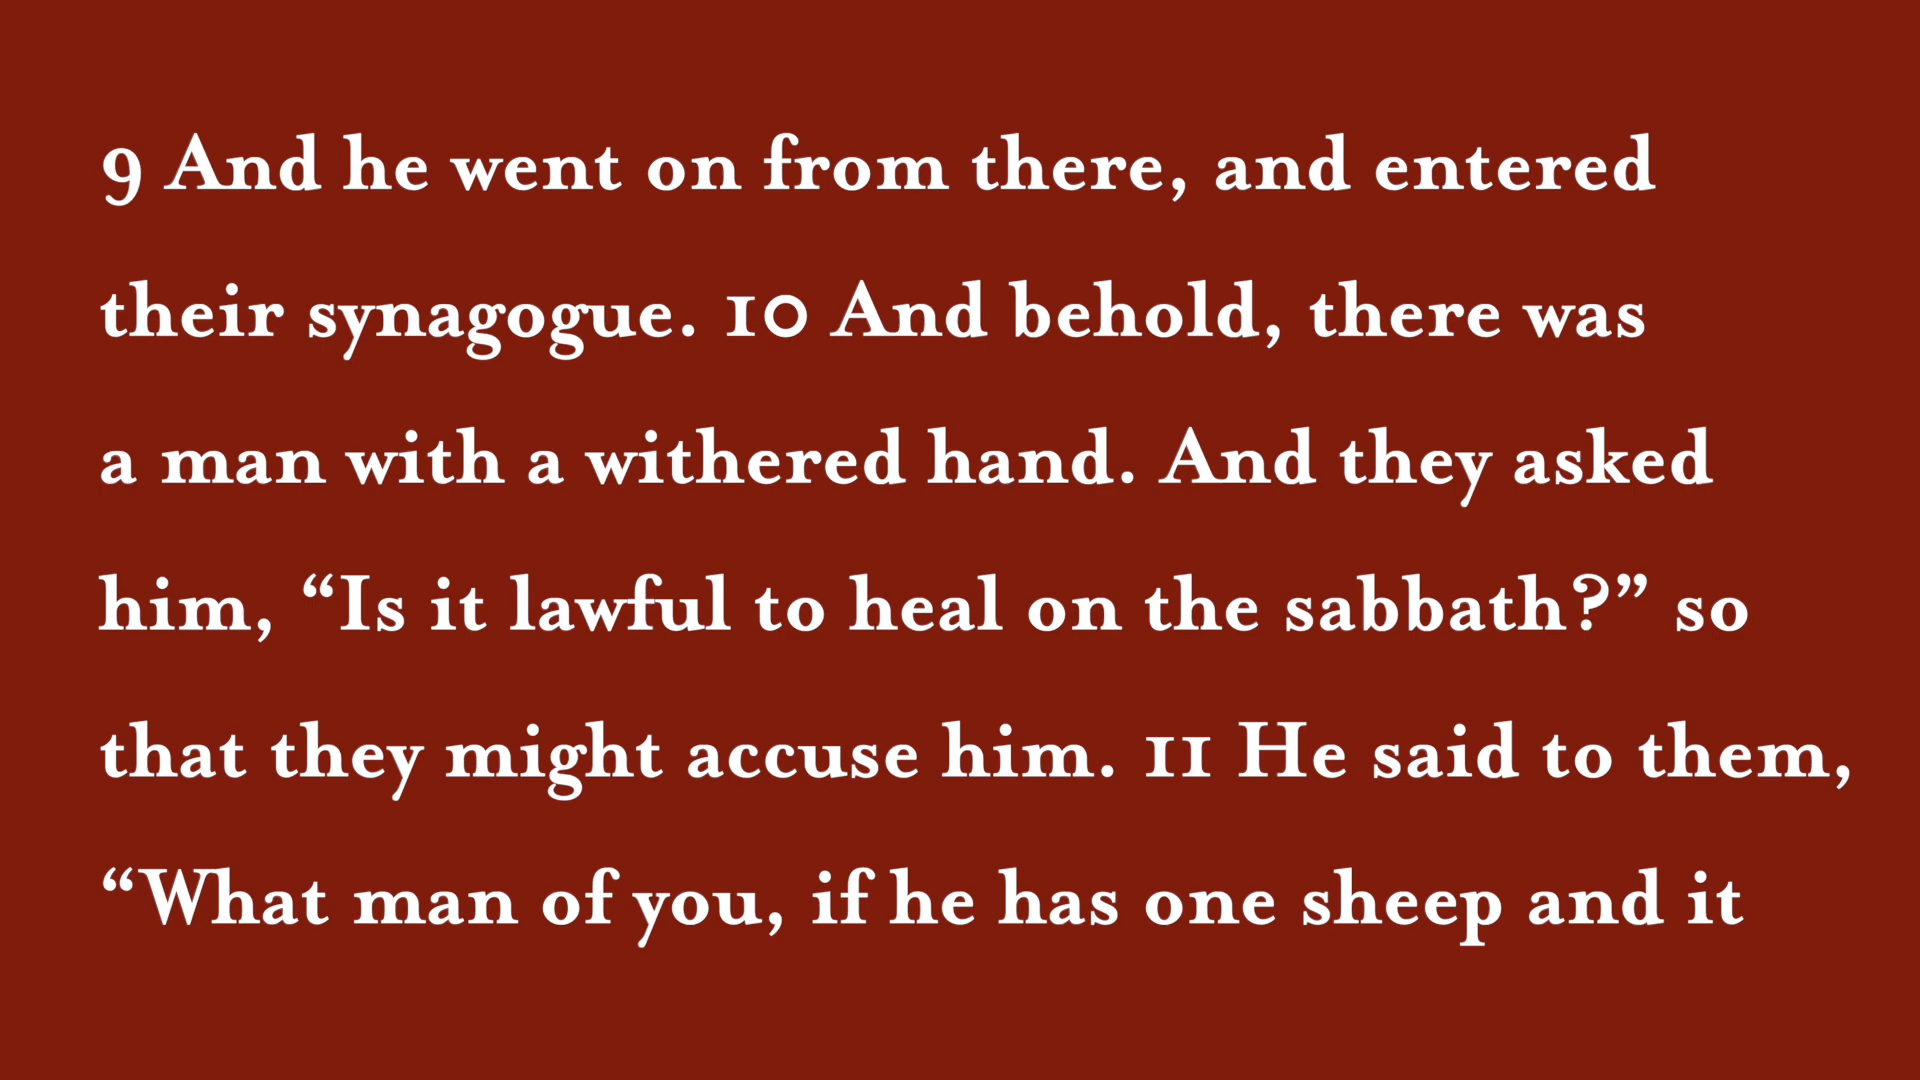 9 And he went on from there, and entered
their synagogue. 10 And behold, there was
a man with a withered hand. And they asked
him, “Is it lawful to heal on the sabbath?” so
that they might accuse him. 11 He said to them,
“What man of you, if he has one sheep and it